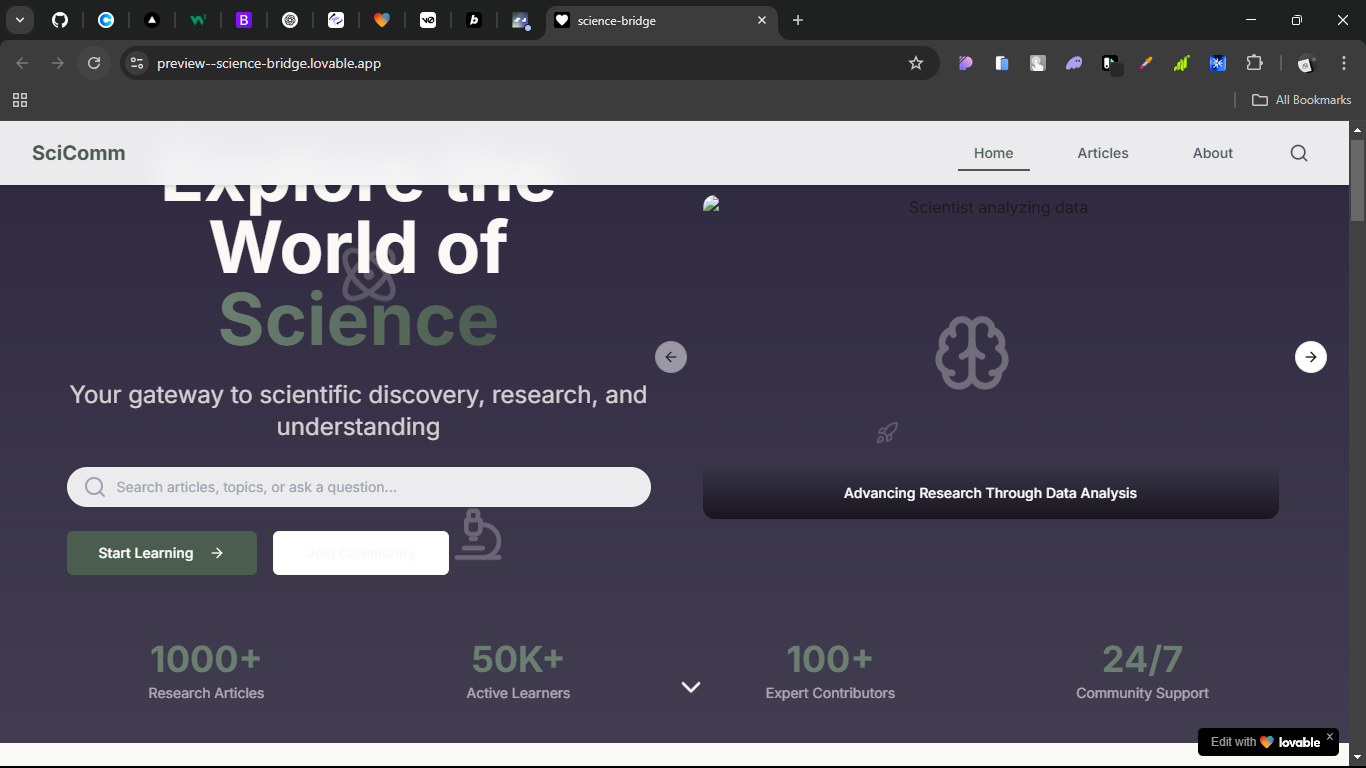 science-bridge
preview--science-bridge.lovable.app
All Bookmarks
SciComm
Home
Articles
About
Explore the
World of
Science
Your gateway to scientific discovery, research, and
understanding
Search articles, topics, or ask a question...
Start Learning
Join Community
Scientist analyzing data
Advancing Research Through Data Analysis
1000+
Research Articles
50K+
Active Learners
100+
Expert Contributors
24/7
Community Support
Edit with lovable